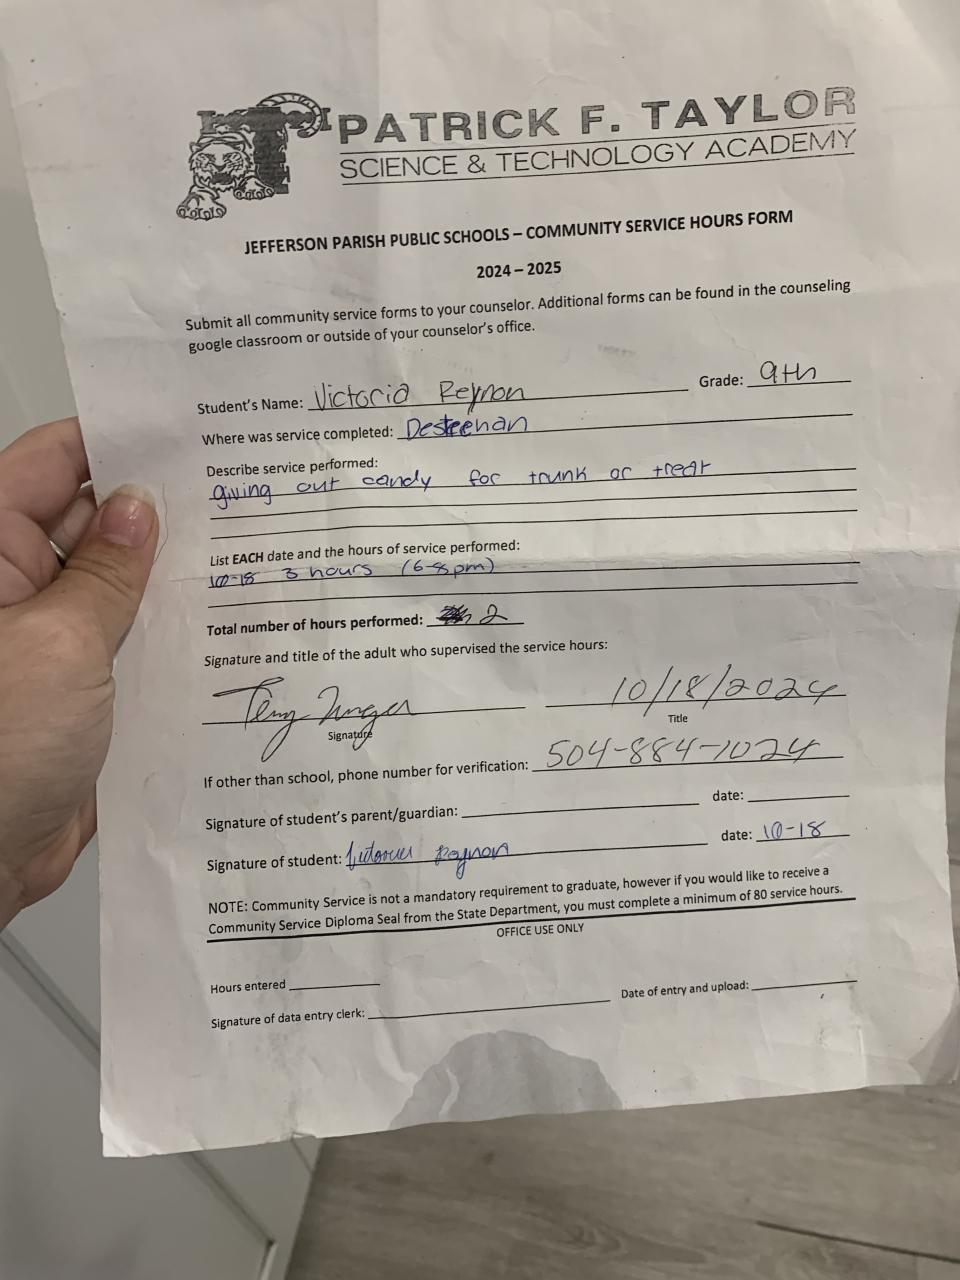 PATRICK F. TAYLOR
SCIENCE & TECHNOLOGY ACADEMY
JEFFERSON PARISH PUBLIC SCHOOLS – COMMUNITY SERVICE HOURS FORM
2024 – 2025
Submit all community service forms to your counselor. Additional forms can be found in the counseling
google classroom or outside of your counselor's office.
Student's Name: Victoria Reynon Grade: 9th
Where was service completed: Desteehan
Describe service performed:
giving out candy for trunk or treat
List EACH date and the hours of service performed:
10-18 3 hours (6-8pm)
Total number of hours performed: 2
Signature and title of the adult who supervised the service hours:
10/18/2024
Signature Title
If other than school, phone number for verification: 504-884-1024
Signature of student's parent/guardian: date:
Signature of student: Reynon date: 10-18
NOTE: Community Service is not a mandatory requirement to graduate, however if you would like to receive a
Community Service Diploma Seal from the State Department, you must complete a minimum of 80 service hours.
OFFICE USE ONLY
Hours entered
Date of entry and upload:
Signature of data entry clerk: